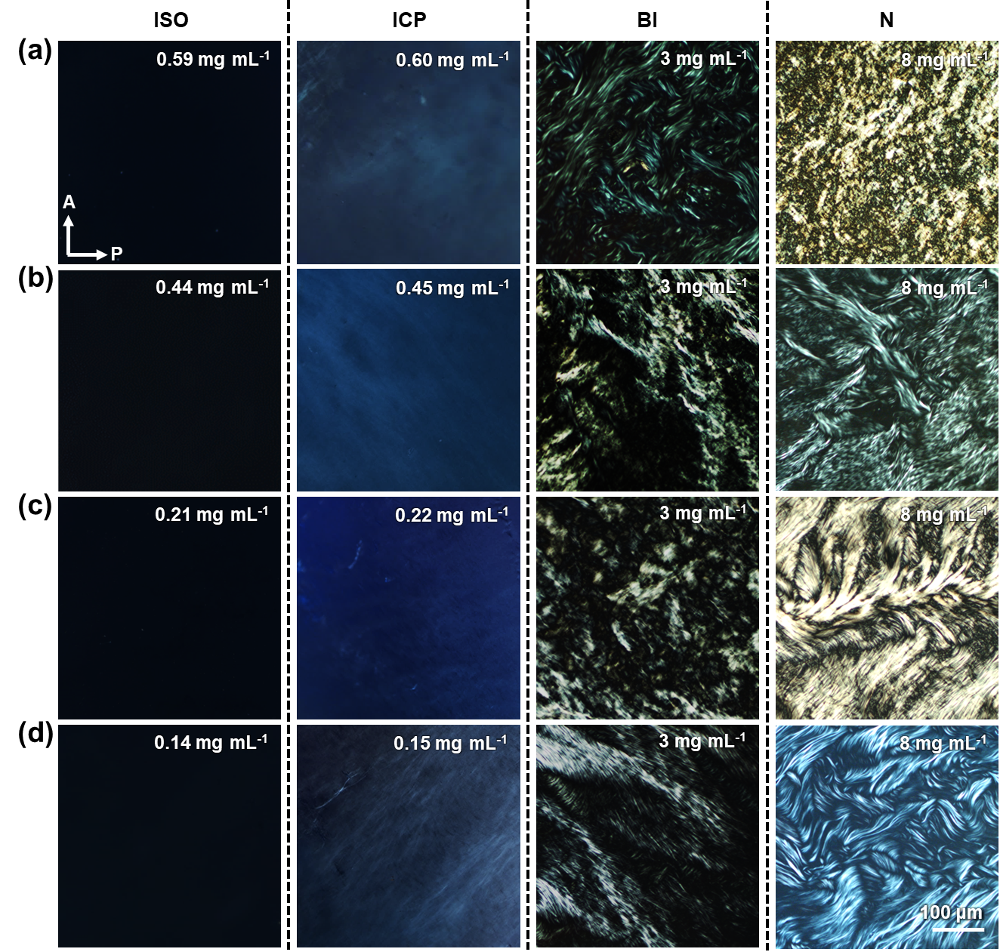 ISO ICP BI N
(a) 0.59 mg mL-1 0.60 mg mL-1 3 mg mL-1 8 mg mL-1
A
P
(b) 0.44 mg mL-1 0.45 mg mL-1 3 mg mL-1 8 mg mL-1
(c) 0.21 mg mL-1 0.22 mg mL-1 3 mg mL-1 8 mg mL-1
(d) 0.14 mg mL-1 0.15 mg mL-1 3 mg mL-1 8 mg mL-1
100 μm